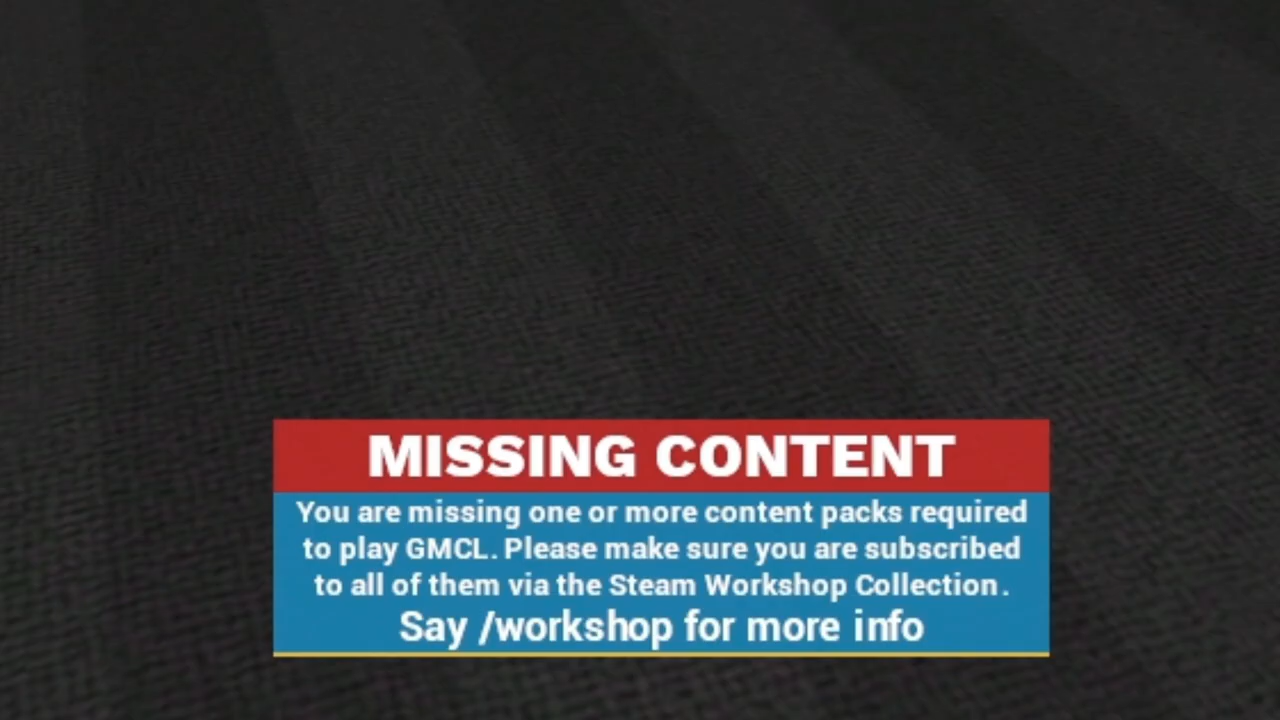 MISSING CONTENT
You are missing one or more content packs required
to play GMCL. Please make sure you are subscribed
to all of them via the Steam Workshop Collection.
Say /workshop for more info